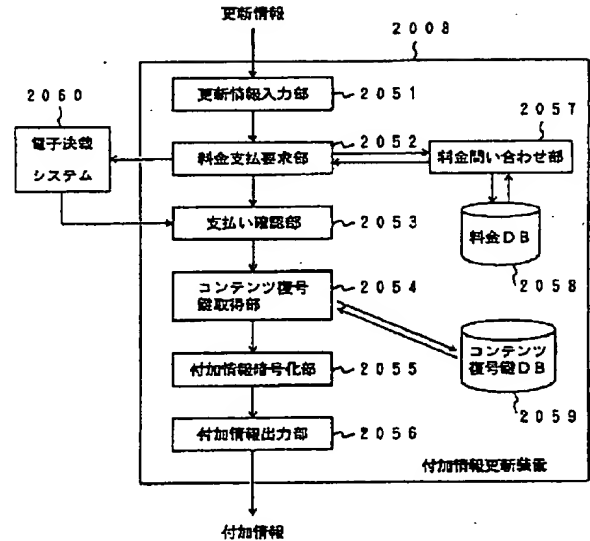 更新情報
2008
2060
更新情報入力部
2051
2057
電子決裁
システム
料金支払要求部
2052
料金問い合わせ部
支払い確認部
2053
料金DB
2058
コンテンツ復号
鍵取得部
2054
コンテンツ
復号鍵DB
付加情報暗号化部
2055
2059
付加情報出力部
2056
付加情報更新装置
付加情報